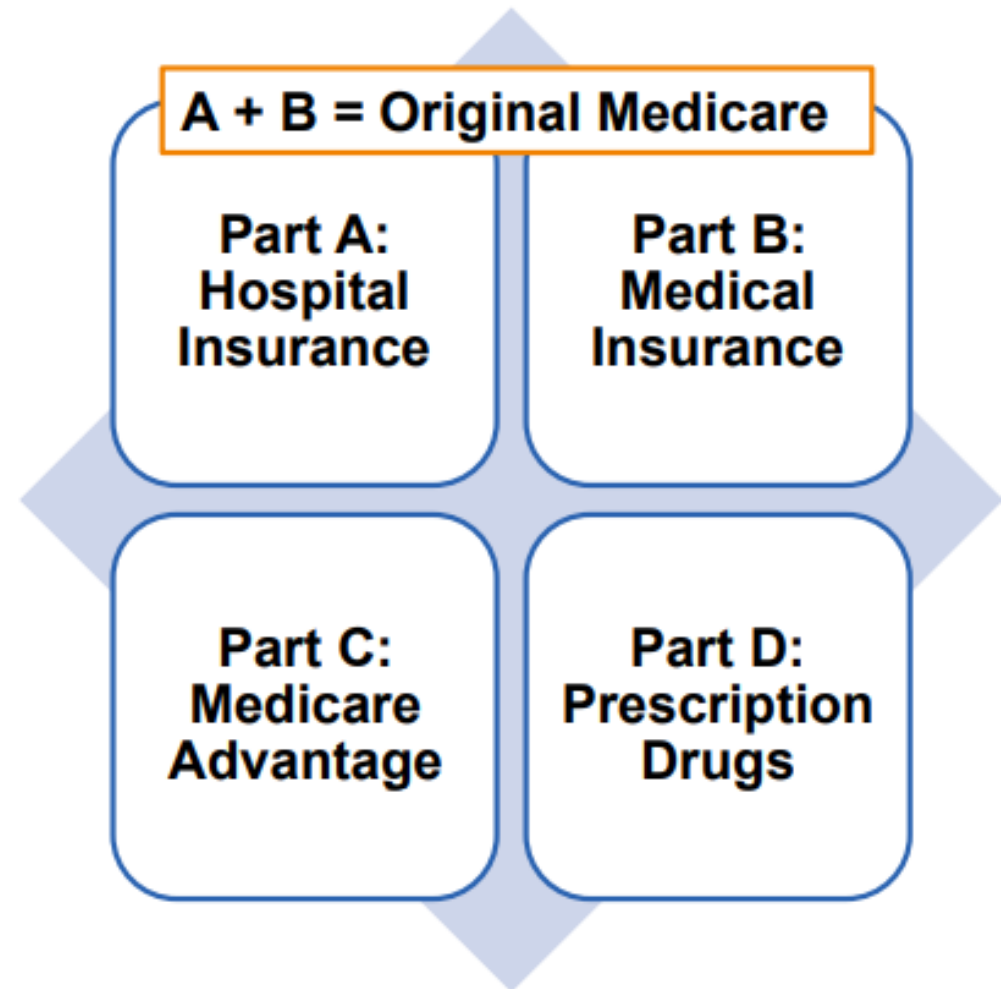 A + B = Original Medicare
Part A:
Hospital
Insurance
Part B:
Medical
Insurance
Part C:
Medicare
Advantage
Part D:
Prescription
Drugs